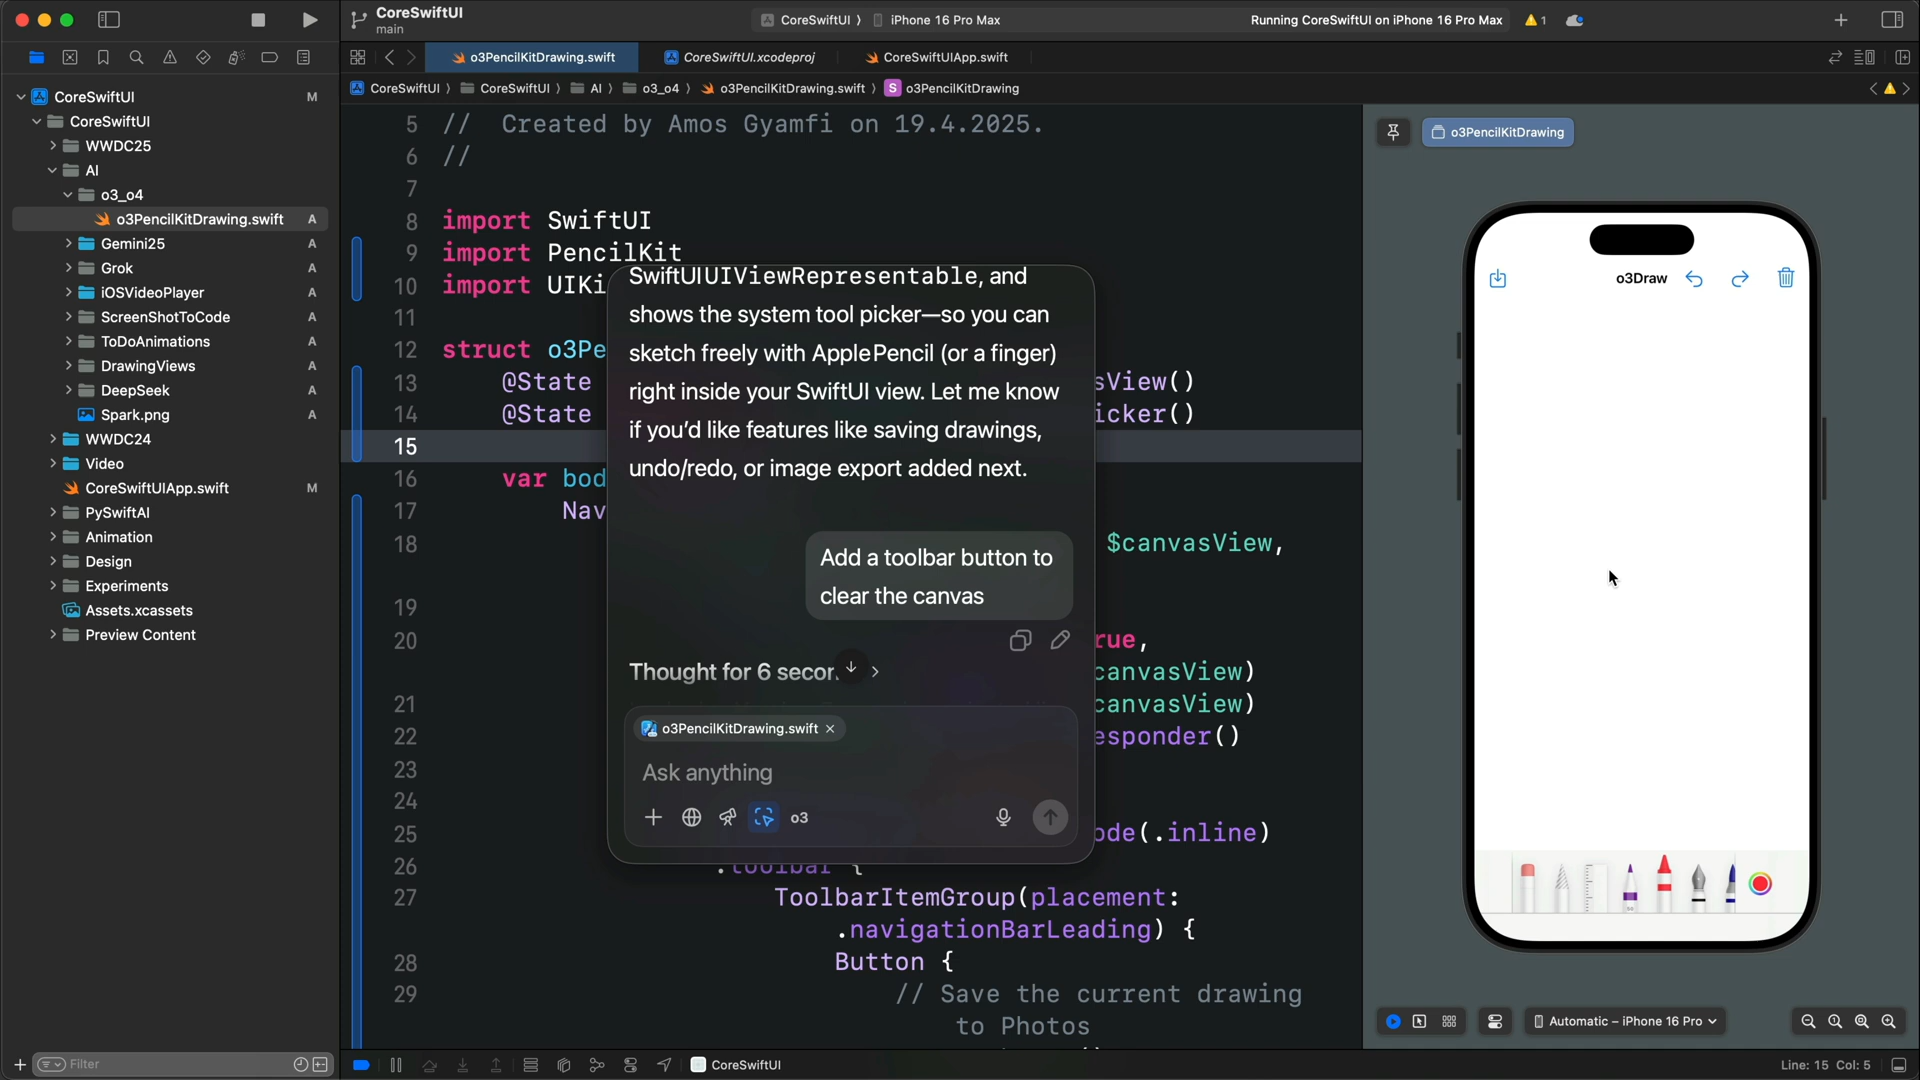 CoreSwiftUI
main
CoreSwiftUI 〉 iPhone 16 Pro Max
Running CoreSwiftUI on iPhone 16 Pro Max
1
o3PencilKitDrawing.swift
CoreSwiftUI.xcodeproj
CoreSwiftUIApp.swift
CoreSwiftUI 〉 CoreSwiftUI 〉 AI 〉 o3_o4 〉 o3PencilKitDrawing.swift 〉 S o3PencilKitDrawing
CoreSwiftUI M
CoreSwiftUI
WWDC25
AI
o3_o4
o3PencilKitDrawing.swift A
Gemini25 A
Grok A
iOSVideoPlayer A
ScreenShotToCode A
ToDoAnimations A
DrawingViews A
DeepSeek A
Spark.png A
WWDC24
Video
CoreSwiftUIApp.swift M
PySwiftAI
Animation
Design
Experiments
Assets.xcassets
Preview Content
Filter
5 // Created by Amos Gyamfi on 19.4.2025.
6 //
7
8 import SwiftUI
9 import PencilKit
10 import UIKi
11
12 struct o3Pe
13 @State sView()
14 @State icker()
15
16 var bod
17 Nav
18 $canvasView,
19
20 rue,
canvasView)
21 canvasView)
22 esponder()
23
24
25 ode(.inline)
26 .toolbar {
27 ToolbarItemGroup(placement:
.navigationBarLeading) {
28 Button {
29 // Save the current drawing
to Photos
SwiftUIUIViewRepresentable, and
shows the system tool picker—so you can
sketch freely with Apple Pencil (or a finger)
right inside your SwiftUI view. Let me know
if you’d like features like saving drawings,
undo/redo, or image export added next.
Add a toolbar button to
clear the canvas
Thought for 6 secon
o3PencilKitDrawing.swift
Ask anything
o3
o3PencilKitDrawing
o3Draw
Automatic – iPhone 16 Pro
CoreSwiftUI
Line: 15 Col: 5